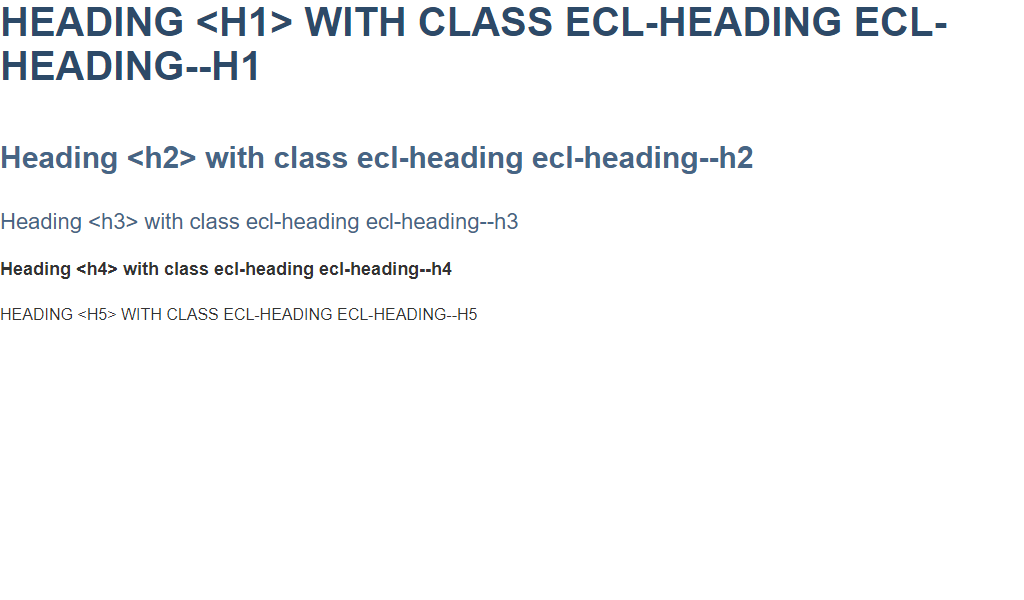 HEADING <H1> WITH CLASS ECL-HEADING ECL-
HEADING--H1
Heading <h2> with class ecl-heading ecl-heading--h2
Heading <h3> with class ecl-heading ecl-heading--h3
Heading <h4> with class ecl-heading ecl-heading--h4
HEADING <H5> WITH CLASS ECL-HEADING ECL-HEADING--H5